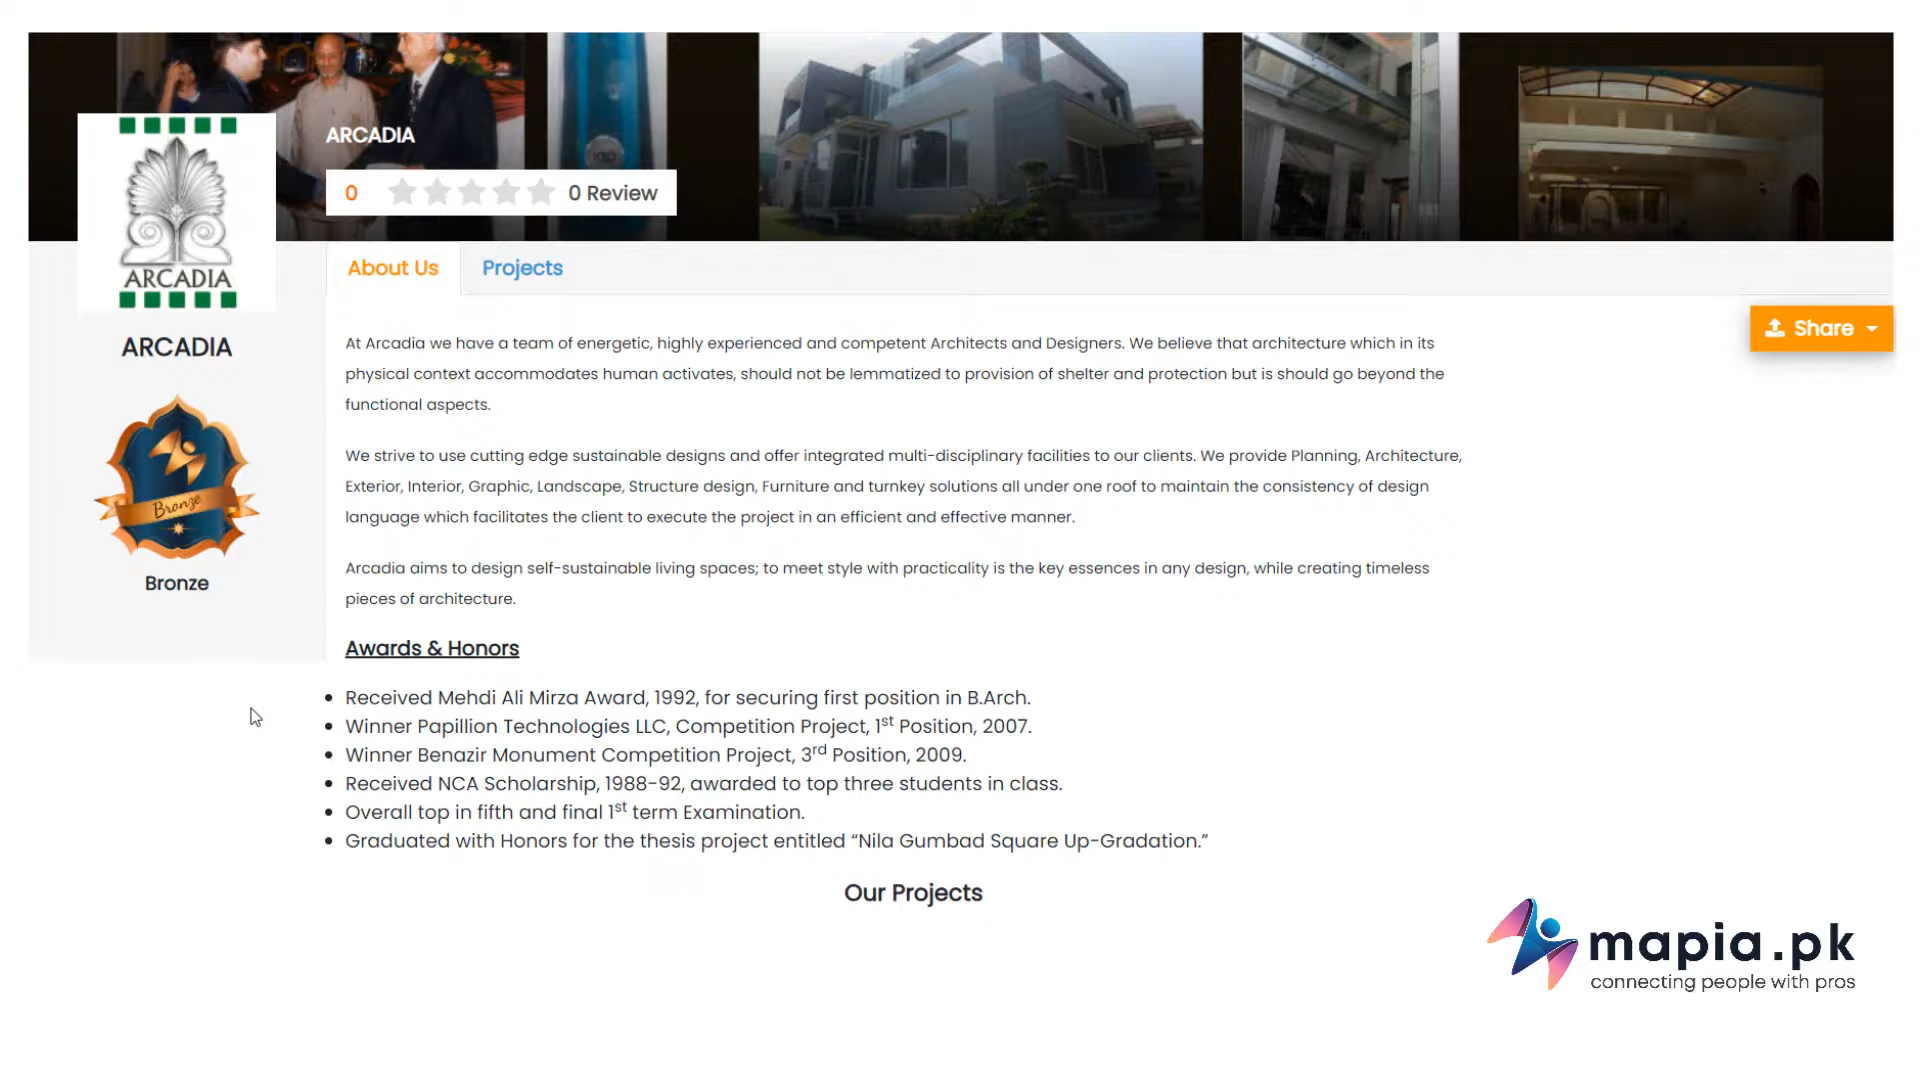 ARCADIA
0 0 Review
ARCADIA
ARCADIA
Bronze
Bronze
About Us Projects
Share
At Arcadia we have a team of energetic, highly experienced and competent Architects and Designers. We believe that architecture which in its
physical context accommodates human activates, should not be lemmatized to provision of shelter and protection but is should go beyond the
functional aspects.
We strive to use cutting edge sustainable designs and offer integrated multi-disciplinary facilities to our clients. We provide Planning, Architecture,
Exterior, Interior, Graphic, Landscape, Structure design, Furniture and turnkey solutions all under one roof to maintain the consistency of design
language which facilitates the client to execute the project in an efficient and effective manner.
Arcadia aims to design self-sustainable living spaces; to meet style with practicality is the key essences in any design, while creating timeless
pieces of architecture.
Awards & Honors
• Received Mehdi Ali Mirza Award, 1992, for securing first position in B.Arch.
• Winner Papillion Technologies LLC, Competition Project, 1st Position, 2007.
• Winner Benazir Monument Competition Project, 3rd Position, 2009.
• Received NCA Scholarship, 1988-92, awarded to top three students in class.
• Overall top in fifth and final 1st term Examination.
• Graduated with Honors for the thesis project entitled “Nila Gumbad Square Up-Gradation.”
Our Projects
mapia.pk
connecting people with pros